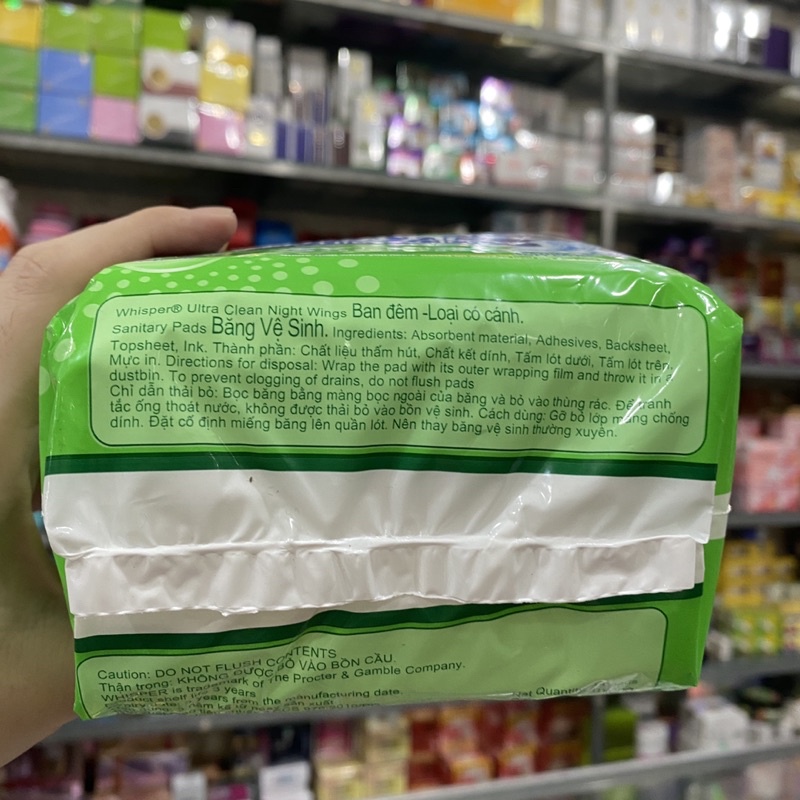 Whisper® Ultra Clean Night Wings Ban đêm -Loại có cánh.
Sanitary Pads Băng Vệ Sinh. Ingredients: Absorbent material, Adhesives, Backsheet,
Topsheet, Ink. Thành phần: Chất liệu thấm hút, Chất kết dính, Tấm lót dưới, Tấm lót trên,
Mực in. Directions for disposal: Wrap the pad with its outer wrapping film and throw it in a
dustbin. To prevent clogging of drains, do not flush pads
Chỉ dẫn thải bỏ: Bọc băng bằng màng bọc ngoài của băng và bỏ vào thùng rác. Để tránh
tắc ống thoát nước, không được thải bỏ vào bồn vệ sinh. Cách dùng: Gỡ bỏ lớp màng chống
dính. Đặt cố định miếng băng lên quần lót. Nên thay băng vệ sinh thường xuyên.
Caution: DO NOT FLUSH CONTENTS
Thận trọng: KHÔNG ĐƯỢC BỎ VÀO BỒN CẦU.
WHISPER is trademark of The Procter & Gamble Company.
3 years from the manufacturing date.
Net